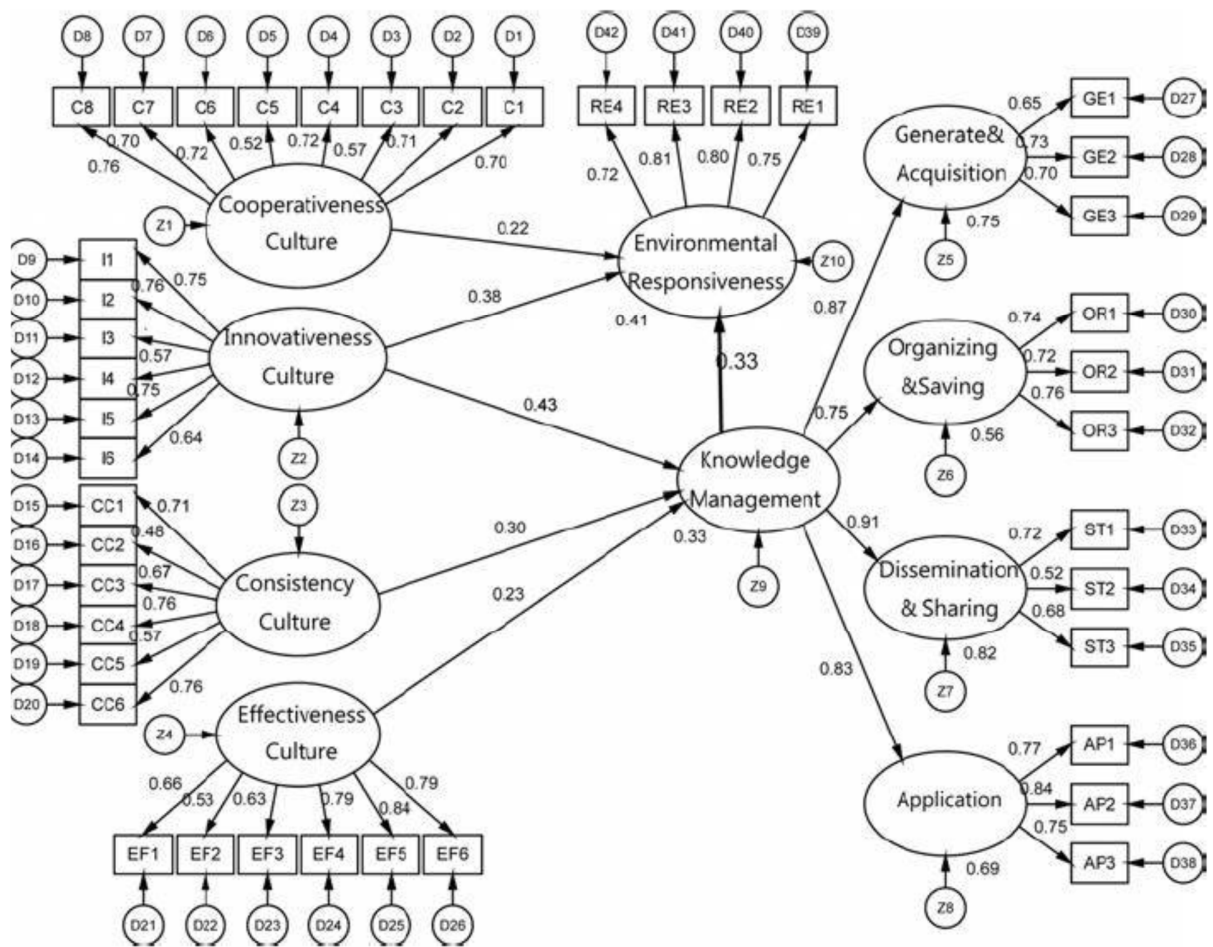 D8 D7 D6 D5 D4 D3 D2 D1
C8 C7 C6 C5 C4 C3 C2 C1
0.76 0.70 0.72 0.52 0.72 0.57 0.71 0.70
Cooperativeness
Culture
Z1
D42 D41 D40 D39
RE4 RE3 RE2 RE1
0.72 0.81 0.80 0.75
Environmental
Responsiveness
Z10
0.41
0.22
0.38
0.33
D9 I1 0.75
D10 I2 0.76
D11 I3
D12 I4 0.57
D13 I5 0.75
D14 I6 0.64
Innovativeness
Culture
Z2
0.43
Z3
D15 CC1 0.71
D16 CC2 0.48
D17 CC3 0.67
D18 CC4 0.76
D19 CC5 0.57
D20 CC6 0.76
Consistency
Culture
0.30
Effectiveness
Culture
Z4
0.23
0.66 0.53 0.63 0.79 0.84 0.79
EF1 EF2 EF3 EF4 EF5 EF6
D21 D22 D23 D24 D25 D26
Knowledge
Management
0.33
Z9
0.87
0.75
0.91
0.83
Generate&
Acquisition
0.75
Z5
0.65 GE1 D27
0.73 GE2 D28
0.70 GE3 D29
Organizing
&Saving
0.56
Z6
0.74 OR1 D30
0.72 OR2 D31
0.76 OR3 D32
Dissemination
& Sharing
0.82
Z7
0.72 ST1 D33
0.52 ST2 D34
0.68 ST3 D35
Application
0.69
Z8
0.77 AP1 D36
0.84 AP2 D37
0.75 AP3 D38